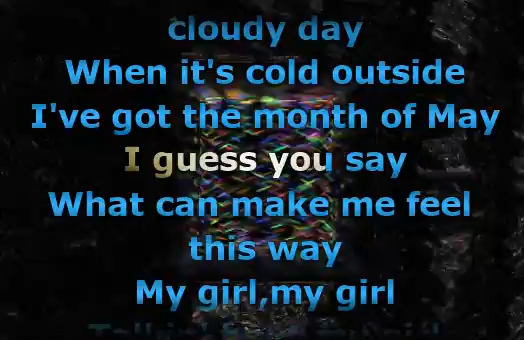 cloudy day
When it's cold outside
I've got the month of May
I guess you say
What can make me feel
this way
My girl,my girl